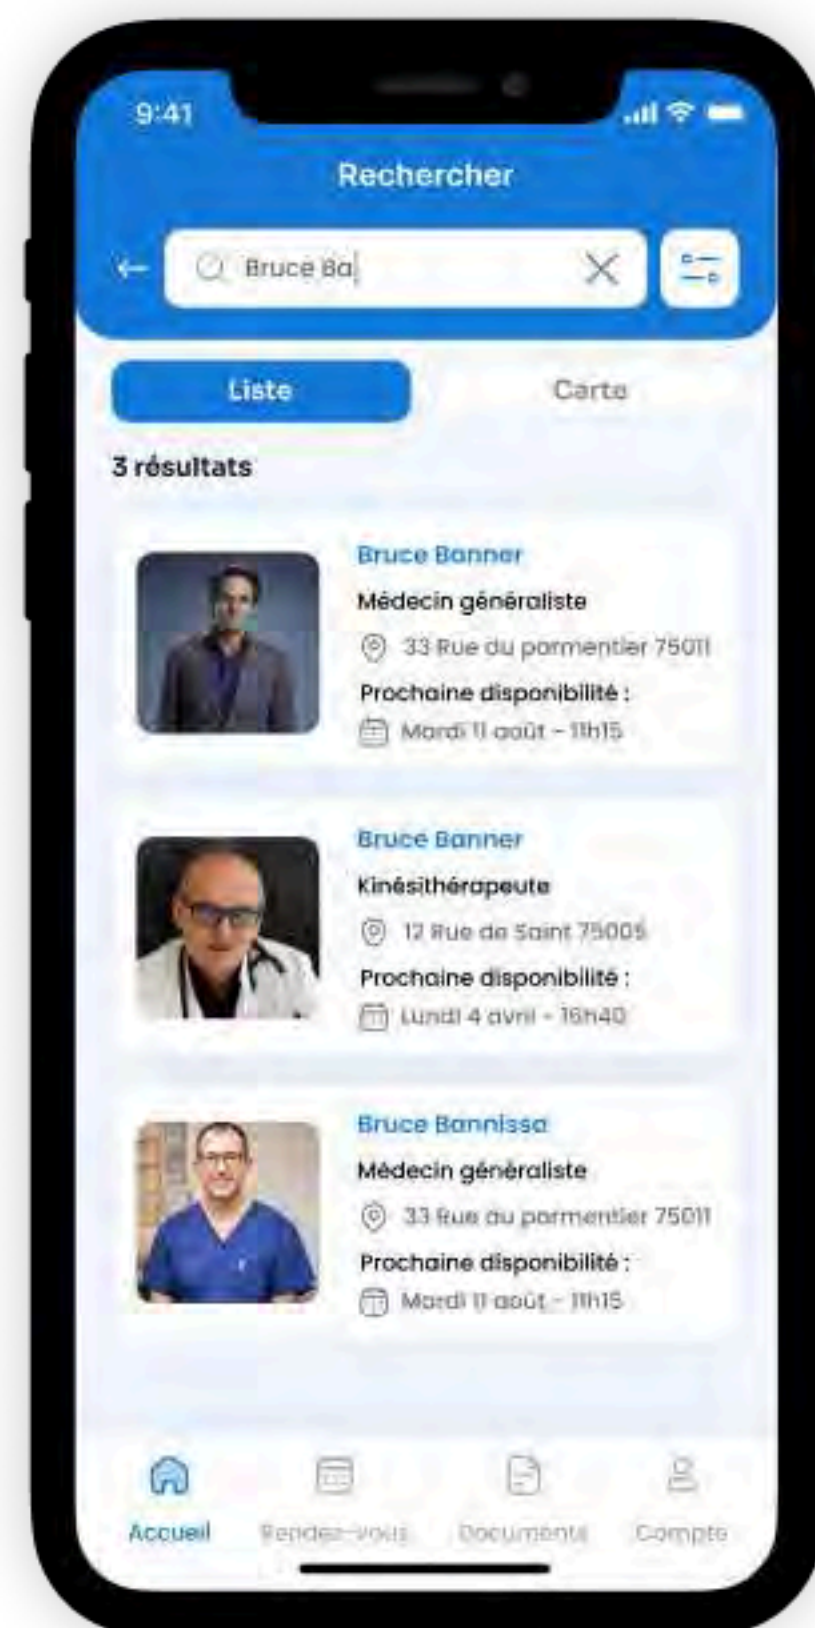 9:41
Rechercher
Bruce Ba
Liste
Carte
3 résultats
Bruce Banner
Médecin généraliste
33 Rue du parmentier 75011
Prochaine disponibilité :
Mardi 11 août - 11h15
Bruce Banner
Kinésithérapeute
12 Rue de Saint 75005
Prochaine disponibilité :
Lundi 4 avril - 16h40
Bruce Bannissa
Médecin généraliste
33 Rue du parmentier 75011
Prochaine disponibilité :
Mardi 11 août - 11h15
Accueil
Rendez-vous
Documents
Compte